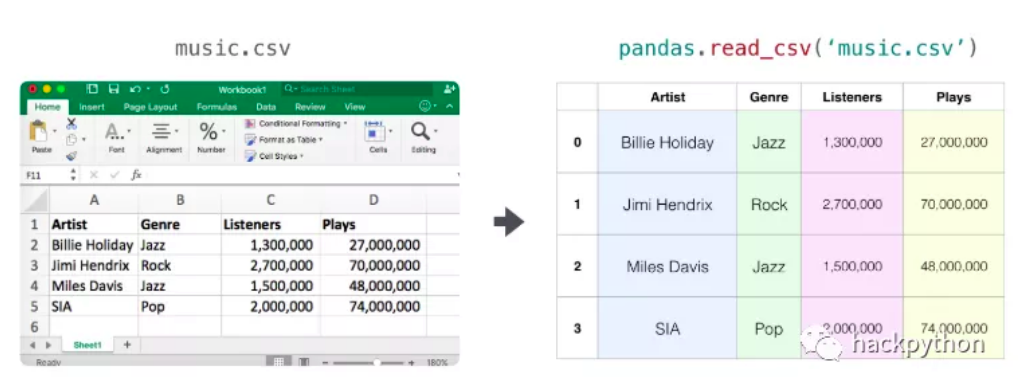 music.csv
pandas.read_csv(‘music.csv’)
Workbook1 Search Sheet
Home Insert Page Layout Formulas Data Review View
Paste Font Alignment Number Conditional Formatting Format as Table Cell Styles Cells Editing
F11 fx
A B C D
1 Artist Genre Listeners Plays
2 Billie Holiday Jazz 1,300,000 27,000,000
3 Jimi Hendrix Rock 2,700,000 70,000,000
4 Miles Davis Jazz 1,500,000 48,000,000
5 SIA Pop 2,000,000 74,000,000
6
Sheet1 +
Ready 180%
Artist Genre Listeners Plays
0 Billie Holiday Jazz 1,300,000 27,000,000
1 Jimi Hendrix Rock 2,700,000 70,000,000
2 Miles Davis Jazz 1,500,000 48,000,000
3 SIA Pop 2,000,000 74,000,000
hackpython